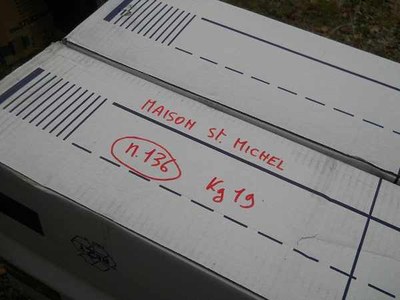 MAISON St. MICHEL
n. 136
Kg 19